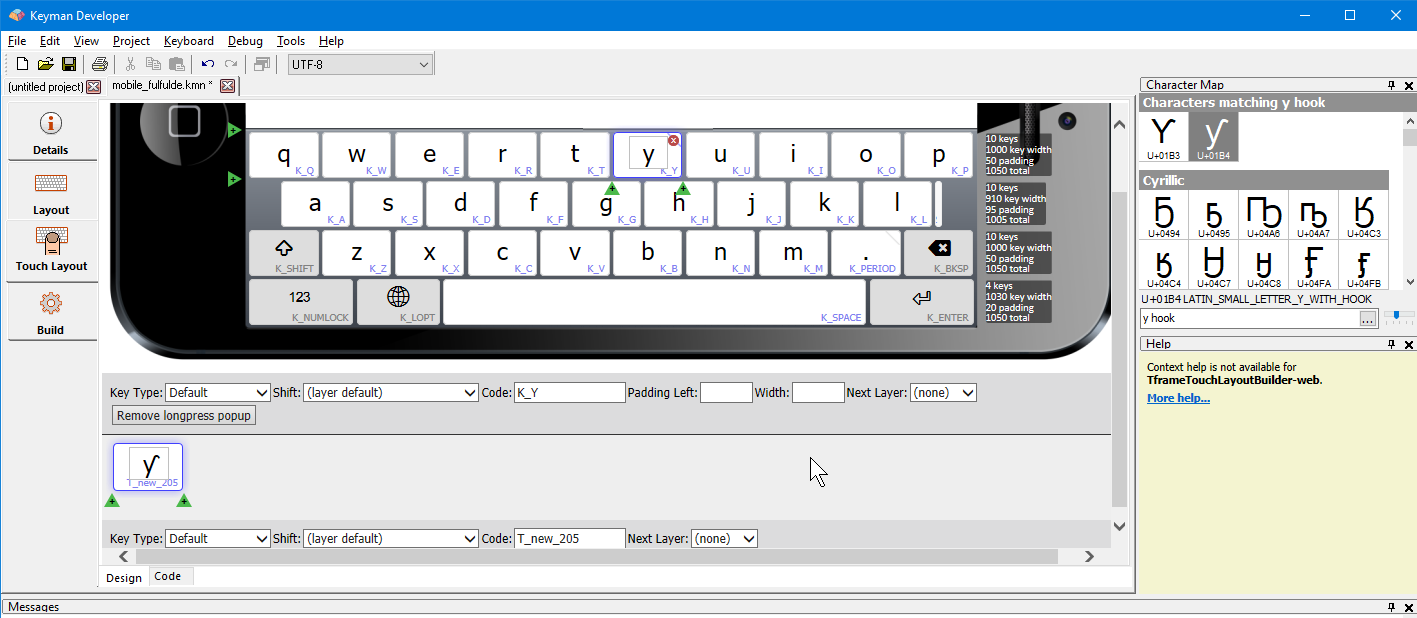 Keyman Developer
File Edit View Project Keyboard Debug Tools Help
UTF-8
(untitled project) mobile_fulfulde.kmn *
Details
Layout
Touch Layout
Build
q w e r t y u i o p
K_Q K_W K_E K_R K_T K_Y K_U K_I K_O K_P
10 keys
1000 key width
50 padding
1050 total
a s d f g h j k l
K_A K_S K_D K_F K_G K_H K_J K_K K_L
10 keys
910 key width
95 padding
1005 total
z x c v b n m .
K_SHIFT K_Z K_X K_C K_V K_B K_N K_M K_PERIOD K_BKSP
10 keys
1000 key width
50 padding
1050 total
123
K_NUMLOCK K_LOPT K_SPACE K_ENTER
4 keys
1030 key width
20 padding
1050 total
Key Type: Default Shift: (layer default) Code: K_Y Padding Left: Width: Next Layer: (none)
Remove longpress popup
ƴ
T_new_205
Key Type: Default Shift: (layer default) Code: T_new_205 Next Layer: (none)
Design Code
Messages
Character Map
Characters matching y hook
Ƴ ƴ
U+01B3 U+01B4
Cyrillic
Ҕ ҕ Ҧ ҧ Ӄ
U+0494 U+0495 U+04A6 U+04A7 U+04C3
ӄ Ӈ ӈ Ӻ ӻ
U+04C4 U+04C7 U+04C8 U+04FA U+04FB
U+01B4 LATIN_SMALL_LETTER_Y_WITH_HOOK
y hook ...
Help
Context help is not available for
TframeTouchLayoutBuilder-web.
More help...